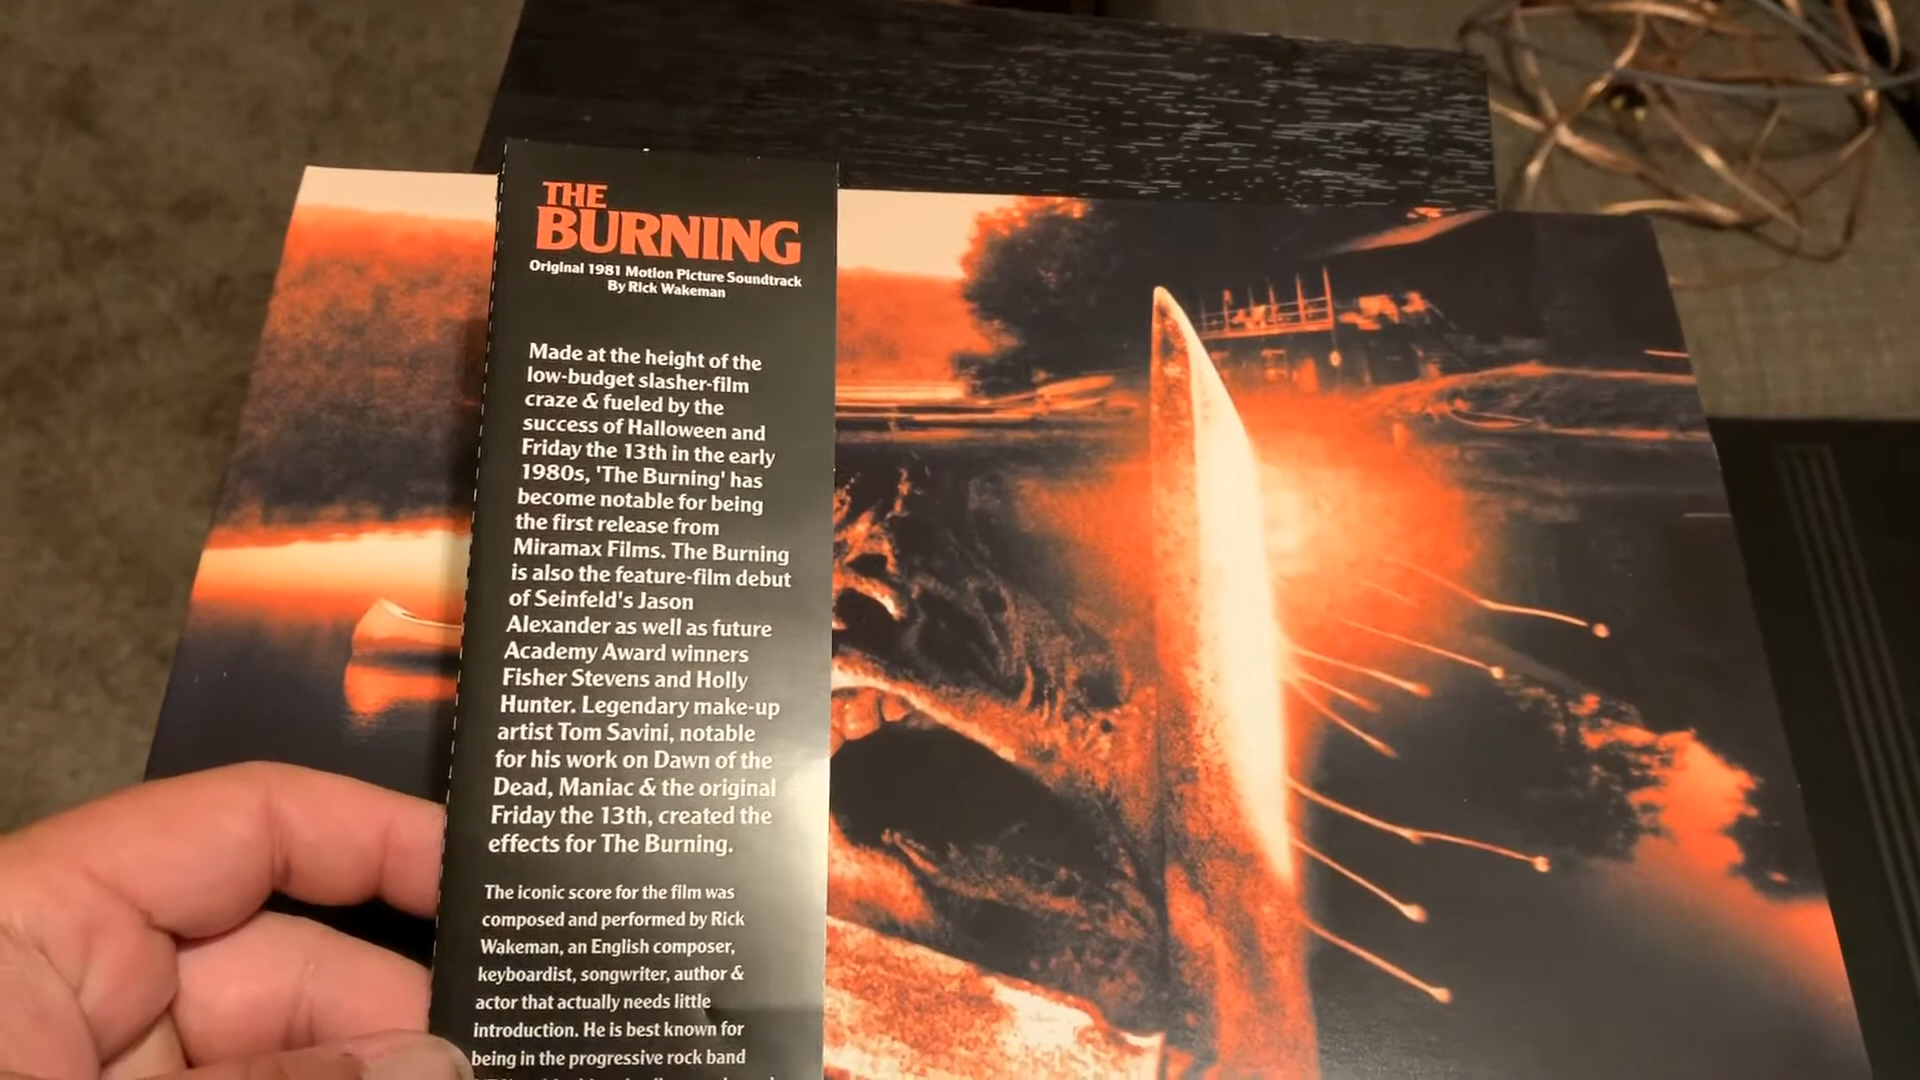 THE
BURNING
Original 1981 Motion Picture Soundtrack
By Rick Wakeman
Made at the height of the
low-budget slasher-film
craze & fueled by the
success of Halloween and
Friday the 13th in the early
1980s, 'The Burning' has
become notable for being
the first release from
Miramax Films. The Burning
is also the feature-film debut
of Seinfeld's Jason
Alexander as well as future
Academy Award winners
Fisher Stevens and Holly
Hunter. Legendary make-up
artist Tom Savini, notable
for his work on Dawn of the
Dead, Maniac & the original
Friday the 13th, created the
effects for The Burning.
The iconic score for the film was
composed and performed by Rick
Wakeman, an English composer,
keyboardist, songwriter, author &
actor that actually needs little
introduction. He is best known for
being in the progressive rock band